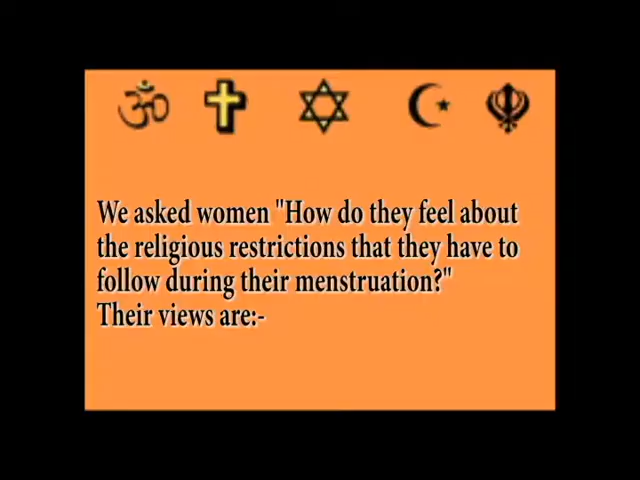 We asked women "How do they feel about
the religious restrictions that they have to
follow during their menstruation?"
Their views are:-